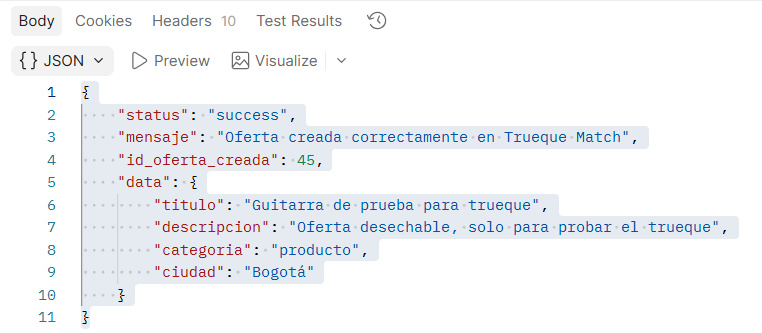 Body Cookies Headers 10 Test Results
{} JSON Preview Visualize
1 {
2 "status": "success",
3 "mensaje": "Oferta creada correctamente en Trueque Match",
4 "id_oferta_creada": 45,
5 "data": {
6 "titulo": "Guitarra de prueba para trueque",
7 "descripcion": "Oferta desechable, solo para probar el trueque",
8 "categoria": "producto",
9 "ciudad": "Bogotá"
10 }
11 }